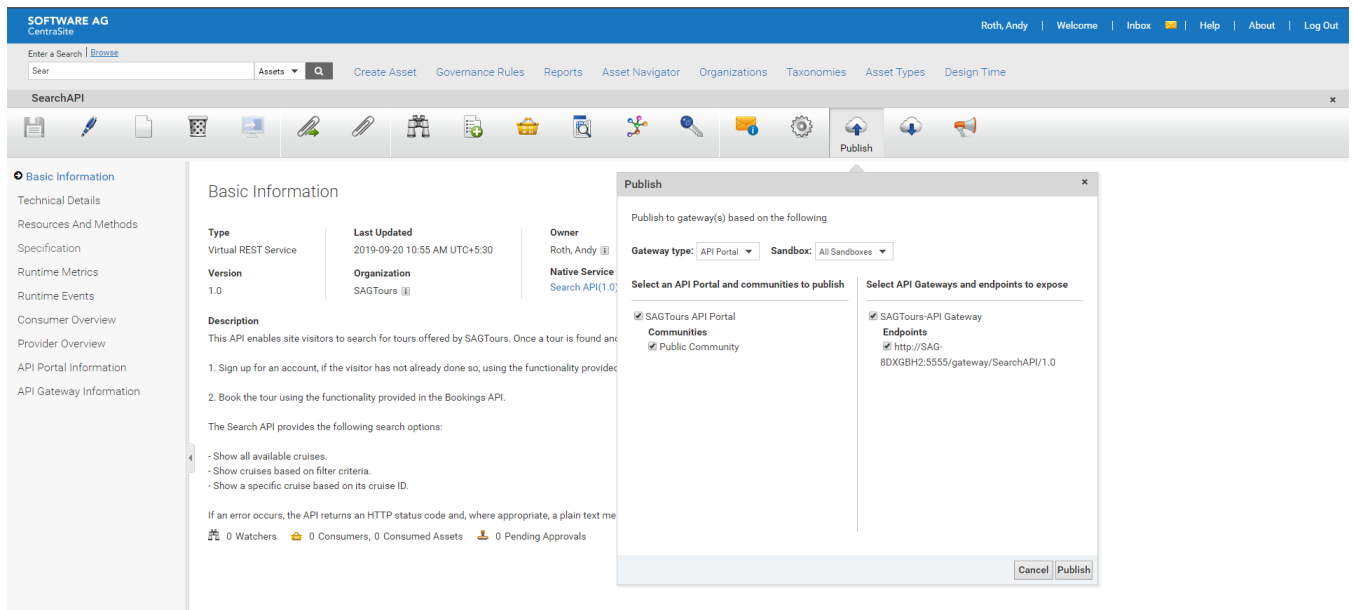 SOFTWARE AG
CentraSite
Roth, Andy | Welcome | Inbox | Help | About | Log Out
Enter a Search | Browse
Sear Assets
Create Asset Governance Rules Reports Asset Navigator Organizations Taxonomies Asset Types Design Time
SearchAPI
Publish
Basic Information
Technical Details
Resources And Methods
Specification
Runtime Metrics
Runtime Events
Consumer Overview
Provider Overview
API Portal Information
API Gateway Information
Basic Information
Type Last Updated Owner
Virtual REST Service 2019-09-20 10:55 AM UTC+5:30 Roth, Andy
Version Organization Native Service
1.0 SAGTours Search API(1.0)
Description
This API enables site visitors to search for tours offered by SAGTours. Once a tour is found and
1. Sign up for an account, if the visitor has not already done so, using the functionality provided
2. Book the tour using the functionality provided in the Bookings API.
The Search API provides the following search options:
- Show all available cruises.
- Show cruises based on filter criteria.
- Show a specific cruise based on its cruise ID.
If an error occurs, the API returns an HTTP status code and, where appropriate, a plain text me
0 Watchers 0 Consumers, 0 Consumed Assets 0 Pending Approvals
Publish
Publish to gateway(s) based on the following
Gateway type: API Portal Sandbox: All Sandboxes
Select an API Portal and communities to publish
SAGTours API Portal
Communities
Public Community
Select API Gateways and endpoints to expose
SAGTours-API Gateway
Endpoints
http://SAG-
8DXGBH2:5555/gateway/SearchAPI/1.0
Cancel Publish